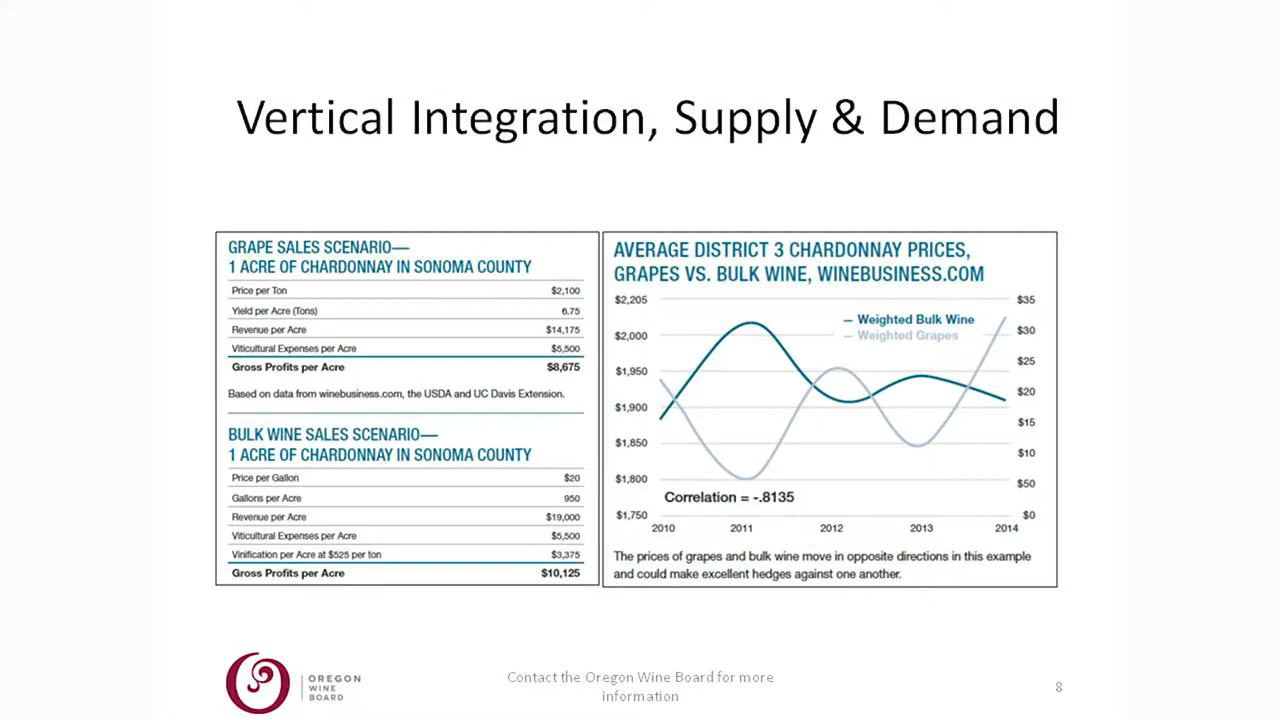 Vertical Integration, Supply & Demand
GRAPE SALES SCENARIO—
1 ACRE OF CHARDONNAY IN SONOMA COUNTY
Price per Ton $2,100
Yield per Acre (Tons) 6.75
Revenue per Acre $14,175
Viticultural Expenses per Acre $5,500
Gross Profits per Acre $8,675
Based on data from winebusiness.com, the USDA and UC Davis Extension.
BULK WINE SALES SCENARIO—
1 ACRE OF CHARDONNAY IN SONOMA COUNTY
Price per Gallon $20
Gallons per Acre 950
Revenue per Acre $19,000
Viticultural Expenses per Acre $5,500
Vinification per Acre at $525 per ton $3,375
Gross Profits per Acre $10,125
AVERAGE DISTRICT 3 CHARDONNAY PRICES,
GRAPES VS. BULK WINE, WINEBUSINESS.COM
$2,205 $35
Weighted Bulk Wine
$2,000 Weighted Grapes $30
$1,950 $25
$1,900 $20
$1,850 $15
$1,800 $10
$1,750 $50
$0
Correlation = -.8135
2010 2011 2012 2013 2014
The prices of grapes and bulk wine move in opposite directions in this example
and could make excellent hedges against one another.
OREGON
WINE
BOARD
Contact the Oregon Wine Board for more
information
8